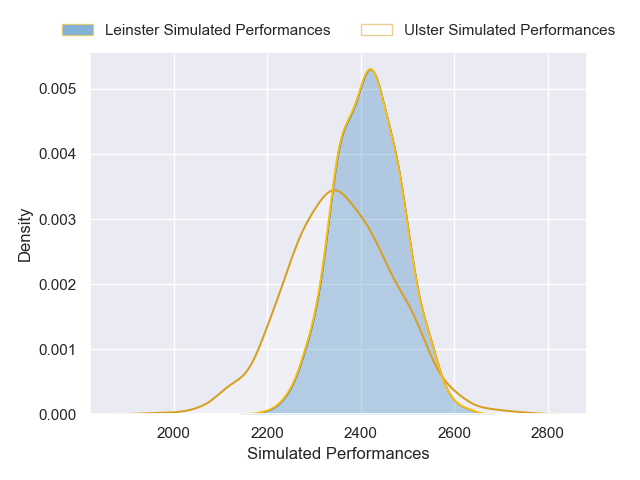 Leinster Simulated Performances
Ulster Simulated Performances
0.005
0.004
0.003
0.002
0.001
0.000
Density
2000
2200
2400
2600
2800
Simulated Performances